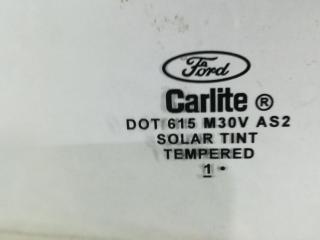 Ford
Carlite ®
DOT 615 M30V AS2
SOLAR TINT
TEMPERED
1